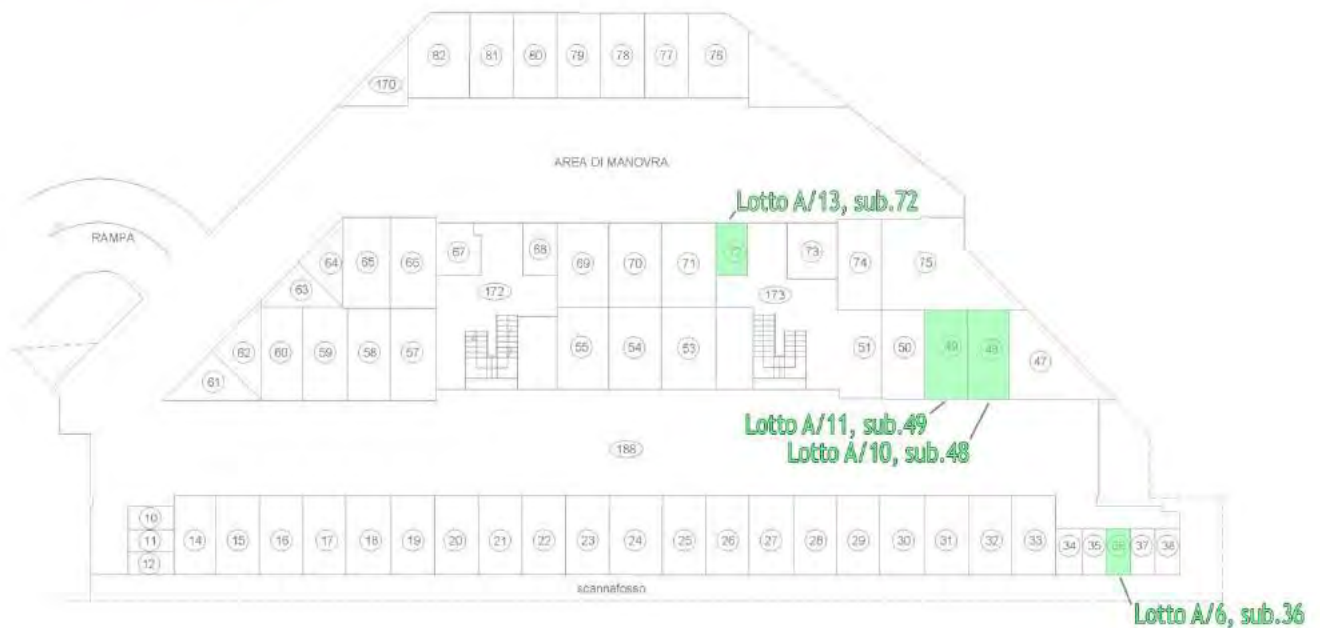 82 81 80 79 78 77 76
170
AREA DI MANOVRA
Lotto A/13, sub.72
RAMPA
64 65 66 67 68 69 70 71 72 73 74 75
63
172 173
62 60 59 58 57 55 54 53 51 50 49 48 47
61
Lotto A/11, sub.49
Lotto A/10, sub.48
188
10
11 14 15 16 17 18 19 20 21 22 23 24 25 26 27 28 29 30 31 32 33 34 35 36 37 38
12
scannafosso
Lotto A/6, sub.36